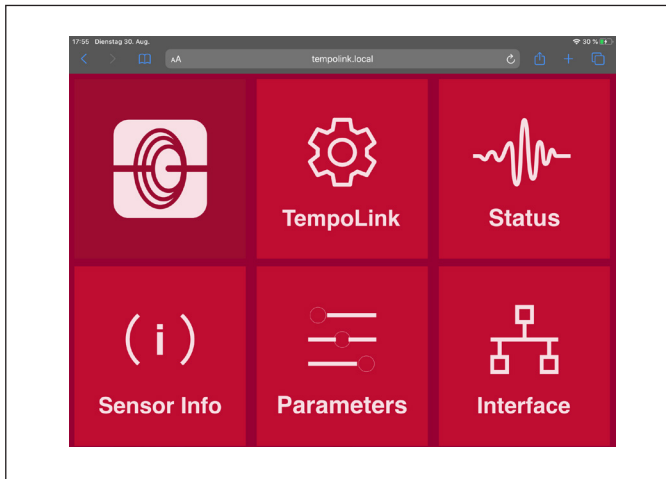 17:55 Dienstag 30. Aug.
30 %
AA
tempolink.local
TempoLink
Status
( i )
Sensor Info
Parameters
Interface